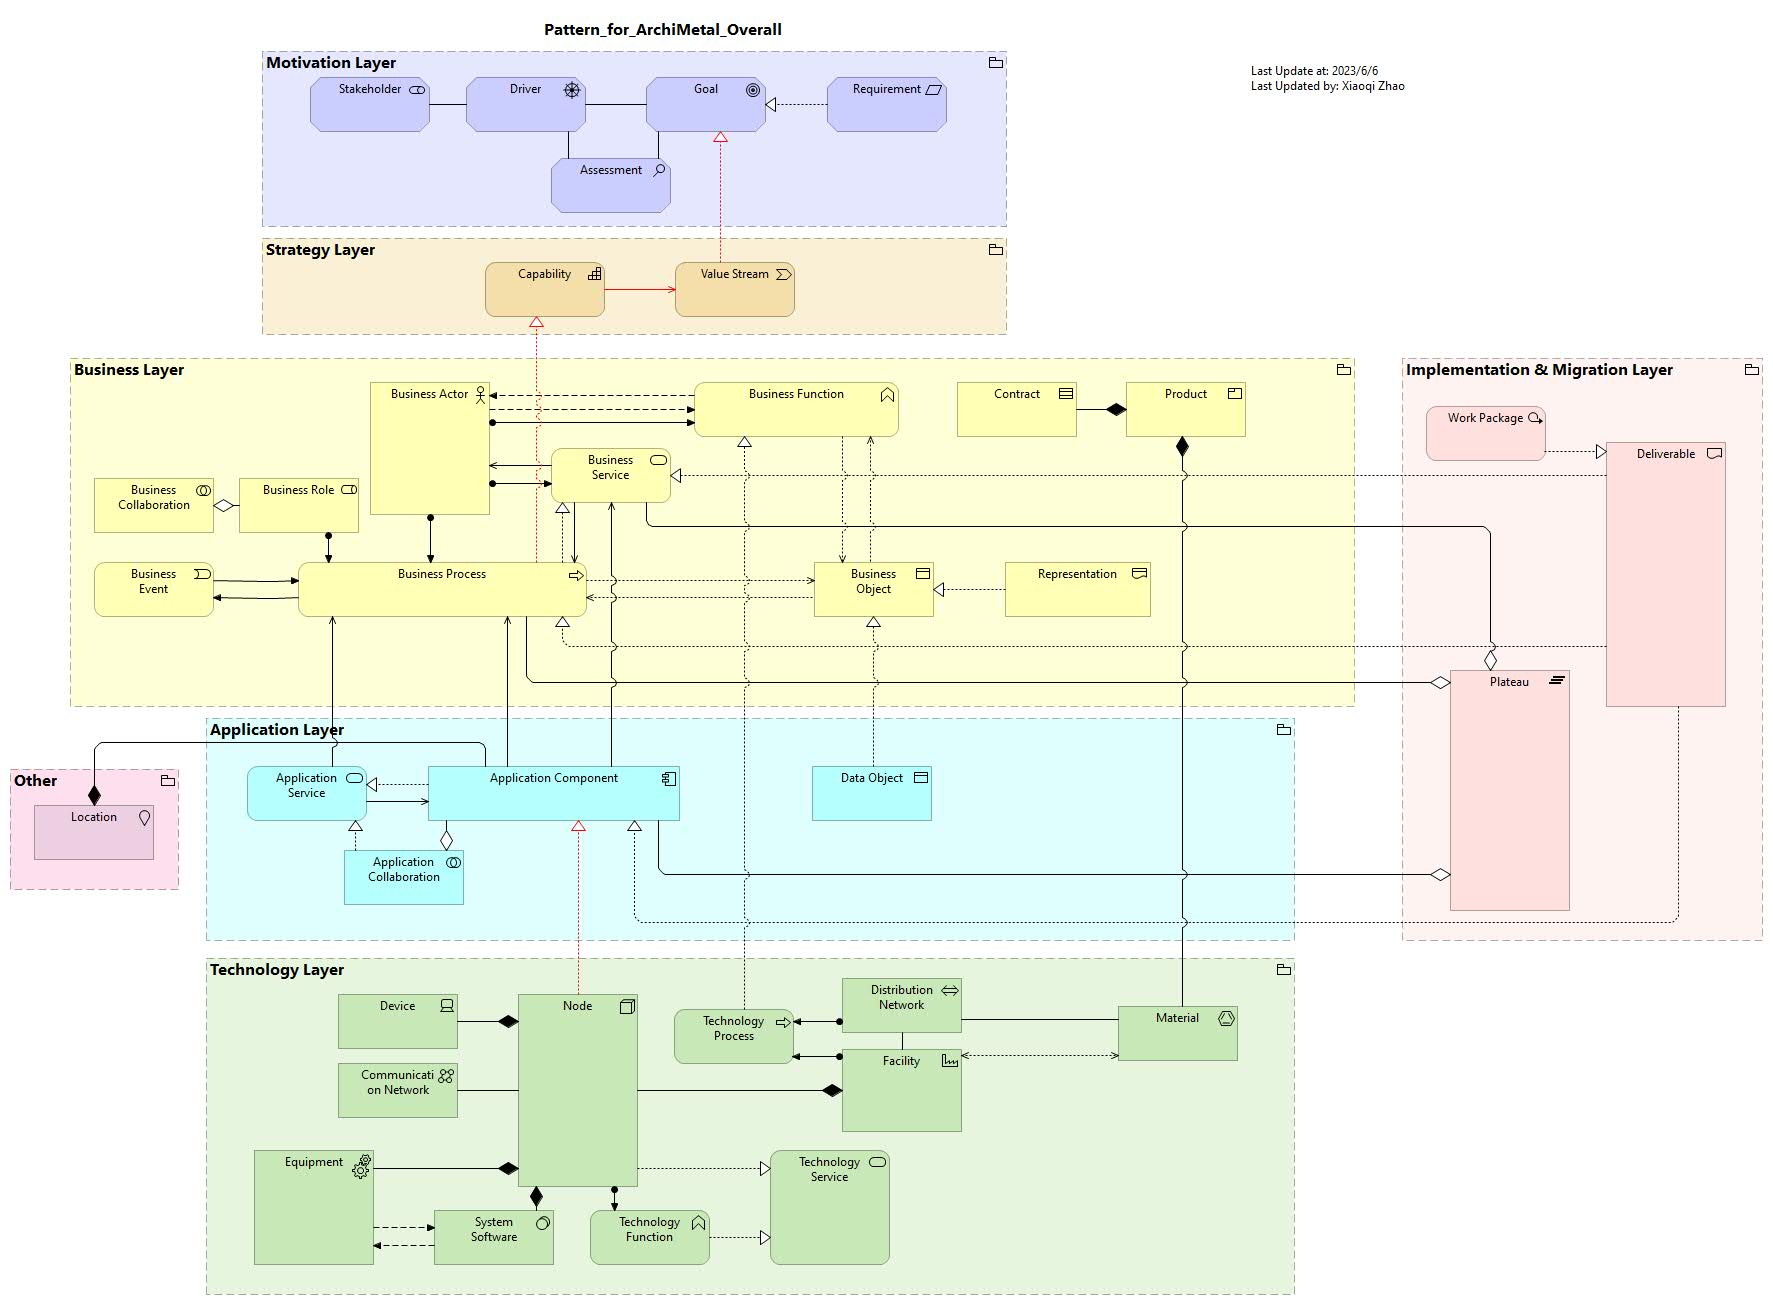 Pattern_for_ArchiMetal_Overall
Motivation Layer
Last Update at: 2023/6/6
Last Updated by: Xiaoqi Zhao
Stakeholder
Driver
Goal
Requirement
Assessment
Strategy Layer
Capability
Value Stream
Business Layer
Implementation & Migration Layer
Business Actor
Business Function
Contract
Product
Work Package
Deliverable
Business
Service
Business
Collaboration
Business Role
Business
Event
Business Process
Business
Object
Representation
Plateau
Application Layer
Other
Location
Application
Service
Application Component
Data Object
Application
Collaboration
Technology Layer
Device
Node
Technology
Process
Distribution
Network
Material
Facility
Communicati
on Network
Equipment
Technology
Service
System
Software
Technology
Function